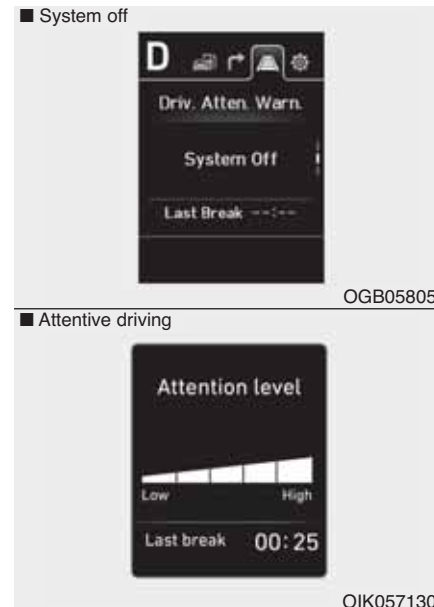 ■ System off
D
Driv. Atten. Warn.
System Off
Last Break --:--
OGB05805
■ Attentive driving
Attention level
Low High
Last break 00:25
OIK057130